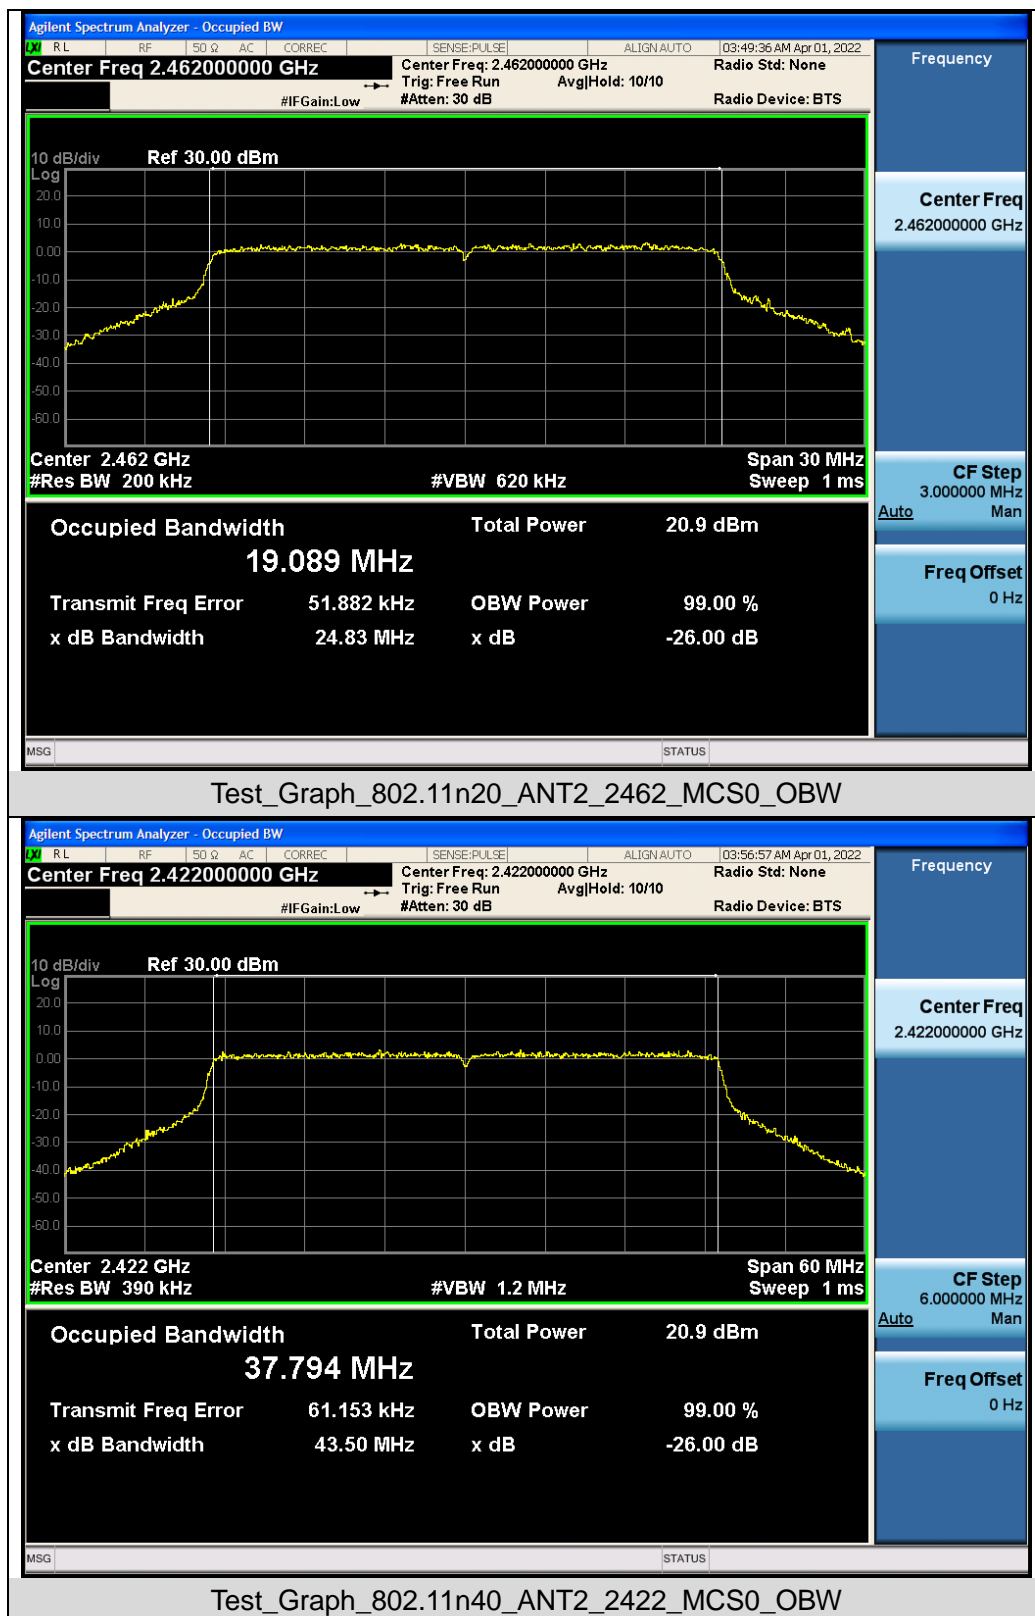 Agilent Spectrum Analyzer - Occupied BW
LXI RL RF 50 Ω AC CORREC SENSE:PULSE ALIGN AUTO 03:49:36 AM Apr 01, 2022
Center Freq 2.462000000 GHz Center Freq: 2.462000000 GHz Radio Std: None Frequency
Trig: Free Run Avg|Hold: 10/10
#IFGain:Low #Atten: 30 dB Radio Device: BTS
10 dB/div Ref 30.00 dBm
Log
20.0
10.0
0.00
-10.0
-20.0
-30.0
-40.0
-50.0
-60.0
Center Freq
2.462000000 GHz
Center 2.462 GHz Span 30 MHz
#Res BW 200 kHz #VBW 620 kHz Sweep 1 ms
CF Step
3.000000 MHz
Auto Man
Occupied Bandwidth Total Power 20.9 dBm
19.089 MHz
Freq Offset
0 Hz
Transmit Freq Error 51.882 kHz OBW Power 99.00 %
x dB Bandwidth 24.83 MHz x dB -26.00 dB
MSG STATUS
Test_Graph_802.11n20_ANT2_2462_MCS0_OBW
Agilent Spectrum Analyzer - Occupied BW
LXI RL RF 50 Ω AC CORREC SENSE:PULSE ALIGN AUTO 03:56:57 AM Apr 01, 2022
Center Freq 2.422000000 GHz Center Freq: 2.422000000 GHz Radio Std: None Frequency
Trig: Free Run Avg|Hold: 10/10
#IFGain:Low #Atten: 30 dB Radio Device: BTS
10 dB/div Ref 30.00 dBm
Log
20.0
10.0
0.00
-10.0
-20.0
-30.0
-40.0
-50.0
-60.0
Center Freq
2.422000000 GHz
Center 2.422 GHz Span 60 MHz
#Res BW 390 kHz #VBW 1.2 MHz Sweep 1 ms
CF Step
6.000000 MHz
Auto Man
Occupied Bandwidth Total Power 20.9 dBm
37.794 MHz
Freq Offset
0 Hz
Transmit Freq Error 61.153 kHz OBW Power 99.00 %
x dB Bandwidth 43.50 MHz x dB -26.00 dB
MSG STATUS
Test_Graph_802.11n40_ANT2_2422_MCS0_OBW